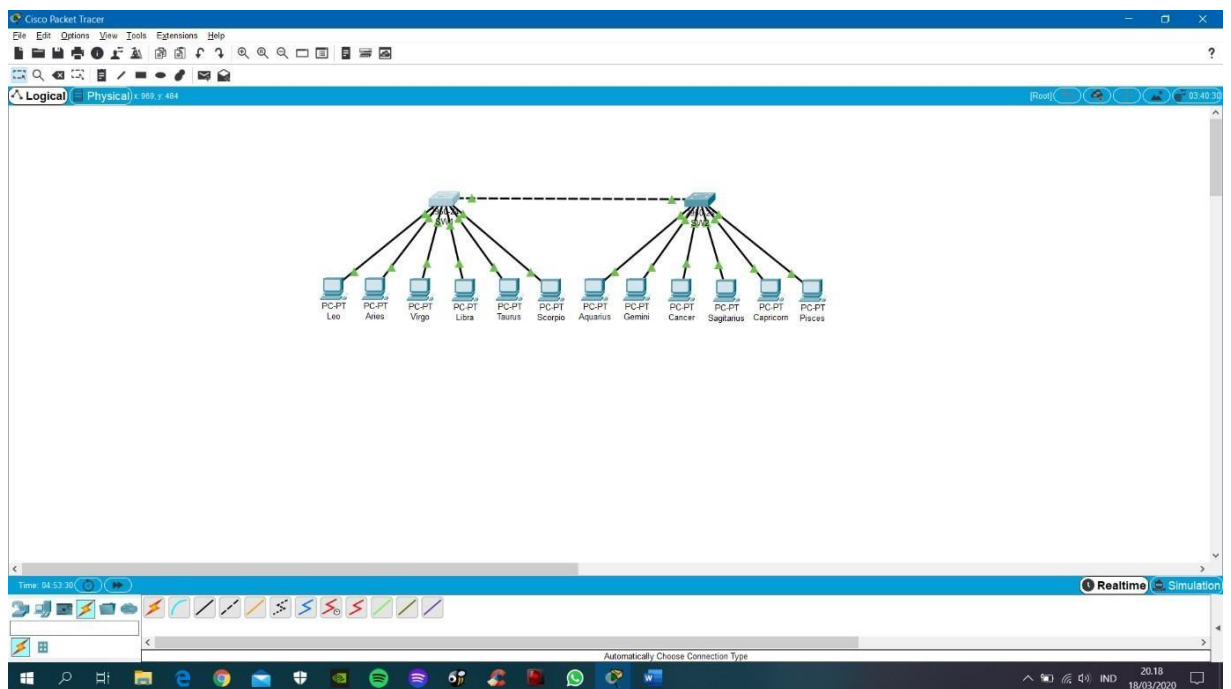 Cisco Packet Tracer
File Edit Options View Tools Extensions Help
?
Logical Physical x: 969, y: 484 [Root] 03:40:30
SW1
PC-PT PC-PT PC-PT PC-PT PC-PT PC-PT PC-PT PC-PT PC-PT PC-PT PC-PT PC-PT
Leo Aries Virgo Libra Taurus Scorpio Aquarius Gemini Cancer Sagitarius Capricorn Pisces
Time: 04:53:30 Realtime Simulation
Automatically Choose Connection Type
IND 20.18
18/03/2020